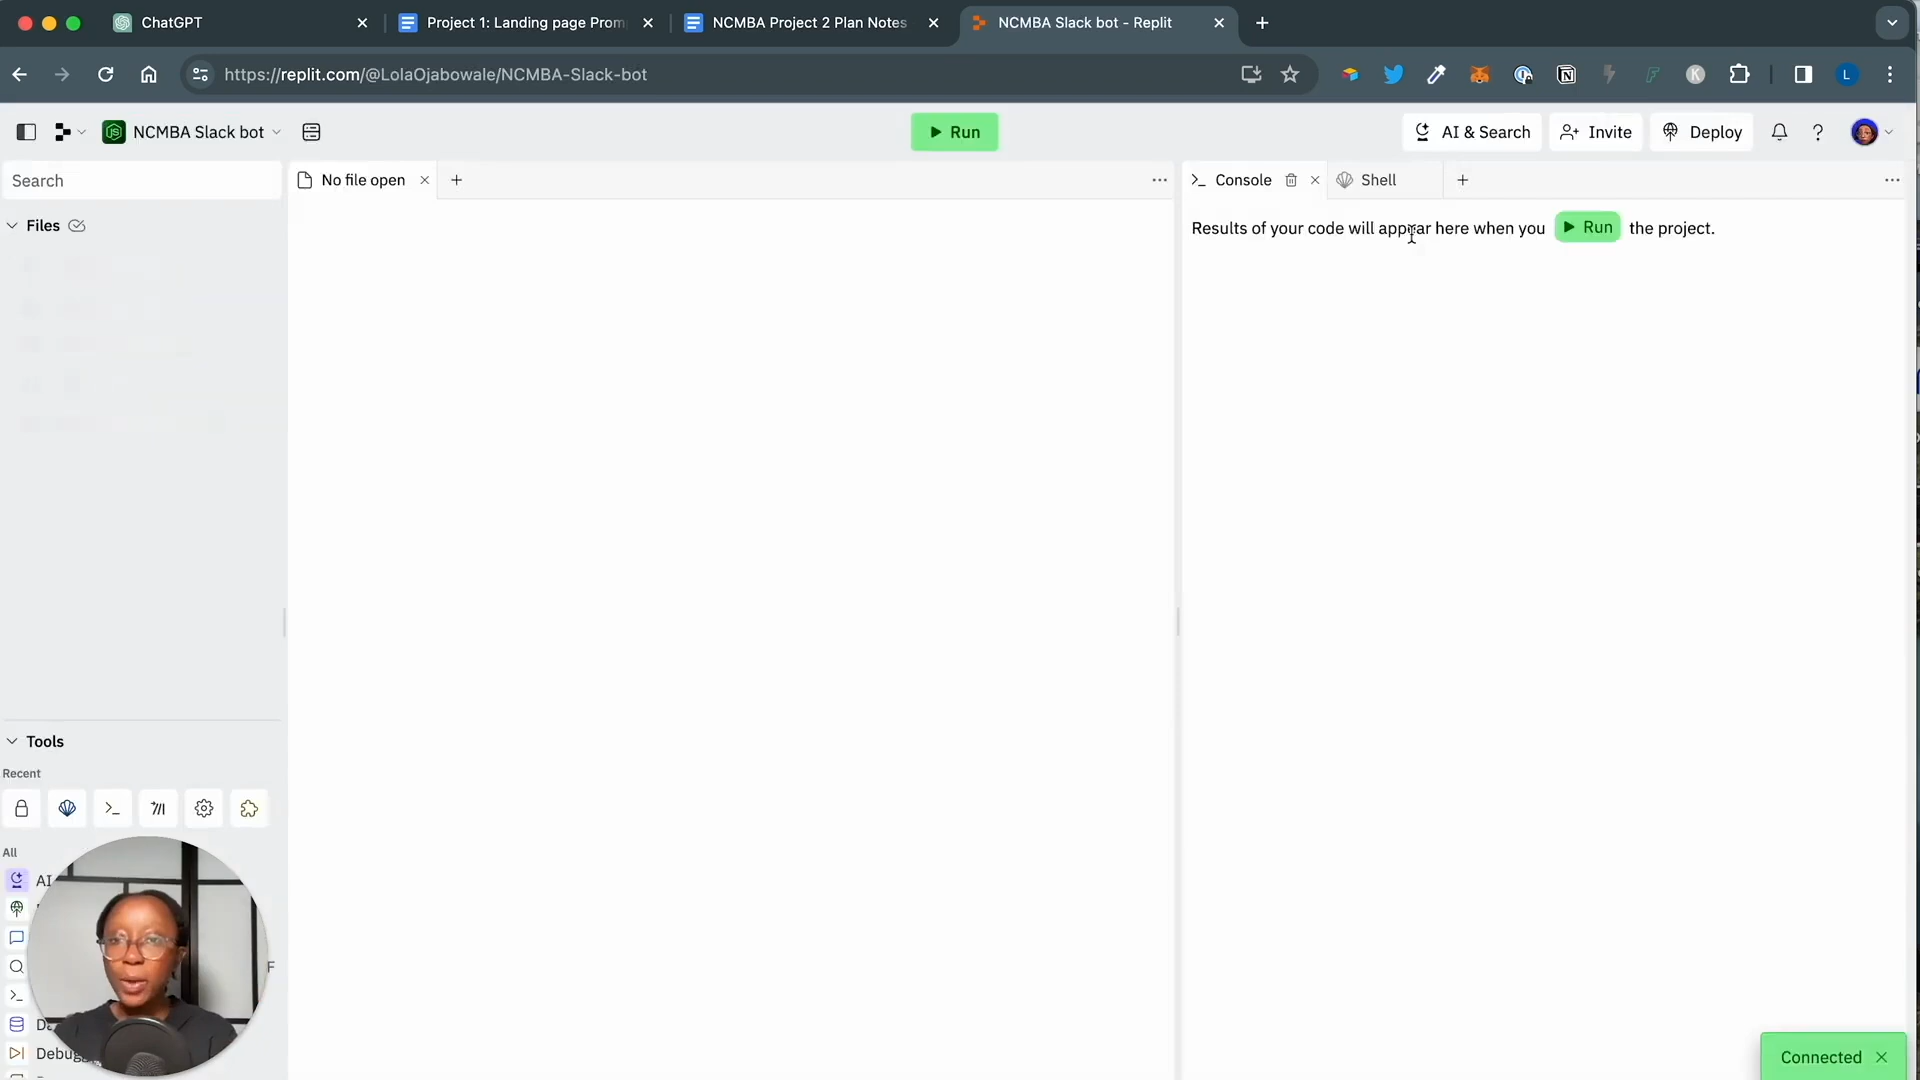 ChatGPT
Project 1: Landing page Prom
NCMBA Project 2 Plan Notes
NCMBA Slack bot - Replit
https://replit.com/@LolaOjabowale/NCMBA-Slack-bot
L
NCMBA Slack bot
Run
AI & Search
Invite
Deploy
Search
No file open
Console
Shell
Files
Results of your code will appear here when you Run the project.
Tools
Recent
All
AI
F
Debug
Connected